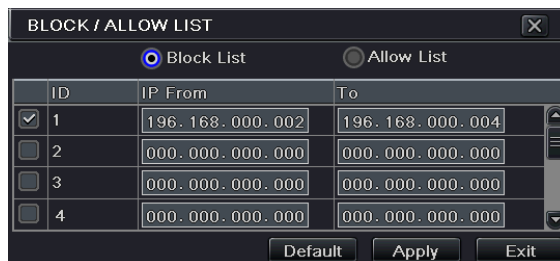 BLOCK / ALLOW LIST
Block List Allow List
ID IP From To
1 196.168.000.002 196.168.000.004
2 000.000.000.000 000.000.000.000
3 000.000.000.000 000.000.000.000
4 000.000.000.000 000.000.000.000
Default Apply Exit